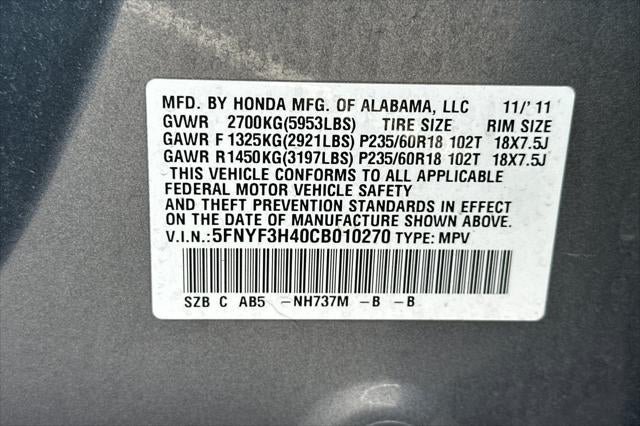 MFD. BY HONDA MFG. OF ALABAMA, LLC 11/'11
GVWR 2700KG(5953LBS) TIRE SIZE RIM SIZE
GAWR F 1325KG(2921LBS) P235/60R18 102T 18X7.5J
GAWR R1450KG(3197LBS) P235/60R18 102T 18X7.5J
THIS VEHICLE CONFORMS TO ALL APPLICABLE
FEDERAL MOTOR VEHICLE SAFETY
AND THEFT PREVENTION STANDARDS IN EFFECT
ON THE DATE OF MANUFACTURE SHOWN ABOVE.
V.I.N.:5FNYF3H40CB010270 TYPE: MPV
SZB C AB5 –NH737M –B –B